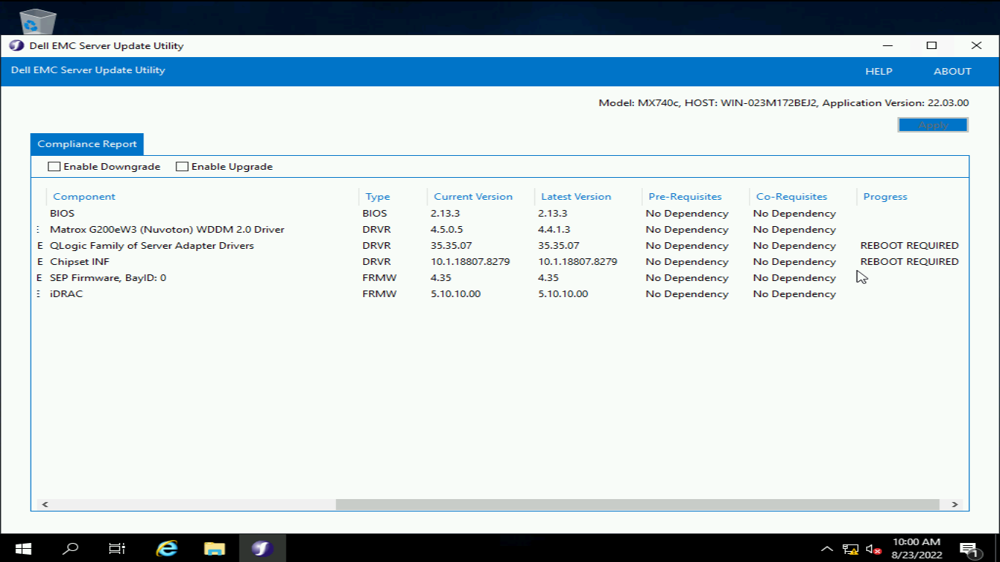 Dell EMC Server Update Utility
Dell EMC Server Update Utility HELP ABOUT
Model: MX740c, HOST: WIN-023M172BEJ2, Application Version: 22.03.00
Apply
Compliance Report
Enable Downgrade Enable Upgrade
Component Type Current Version Latest Version Pre-Requisites Co-Requisites Progress
BIOS BIOS 2.13.3 2.13.3 No Dependency No Dependency
Matrox G200eW3 (Nuvoton) WDDM 2.0 Driver DRVR 4.5.0.5 4.4.1.3 No Dependency No Dependency
E QLogic Family of Server Adapter Drivers DRVR 35.35.07 35.35.07 No Dependency No Dependency REBOOT REQUIRED
E Chipset INF DRVR 10.1.18807.8279 10.1.18807.8279 No Dependency No Dependency REBOOT REQUIRED
E SEP Firmware, BayID: 0 FRMW 4.35 4.35 No Dependency No Dependency
iDRAC FRMW 5.10.10.00 5.10.10.00 No Dependency No Dependency
10:00 AM
8/23/2022
1